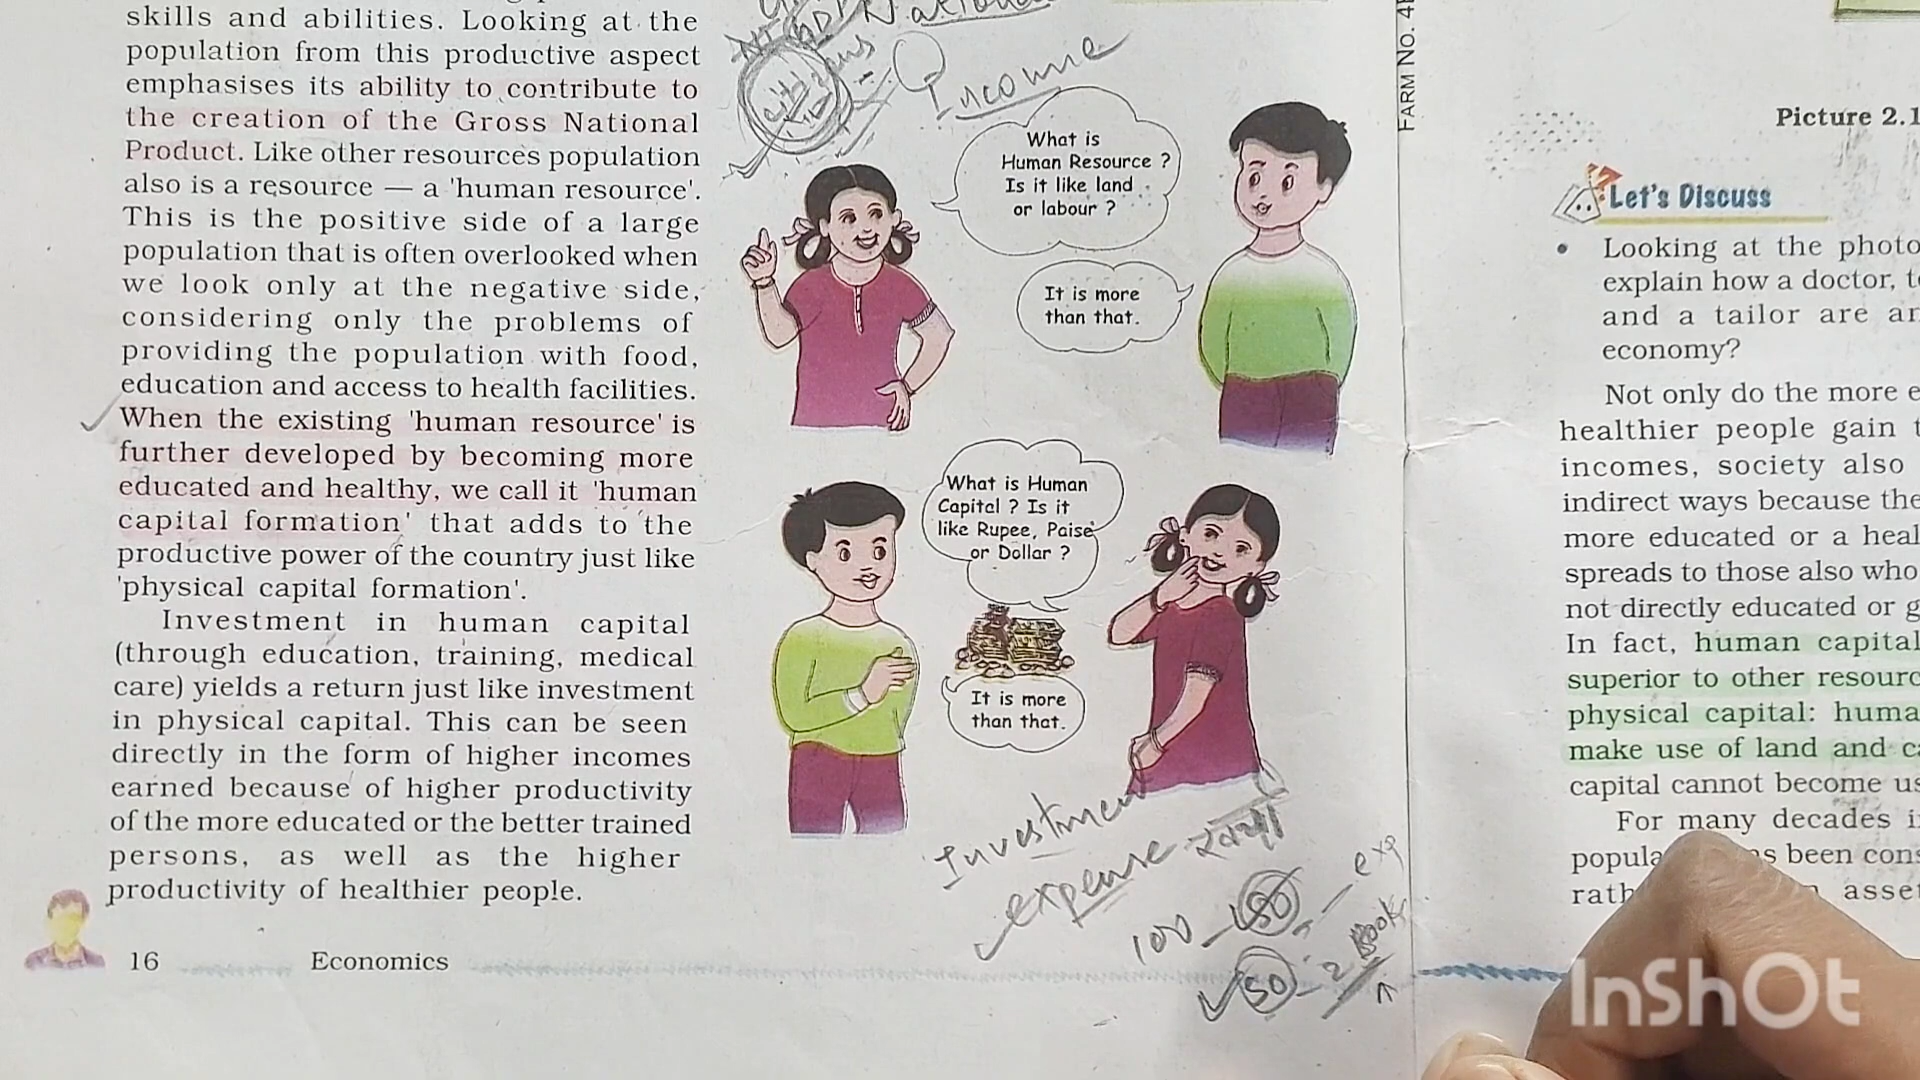 skills and abilities. Looking at the
population from this productive aspect
emphasises its ability to contribute to
the creation of the Gross National
Product. Like other resources population
also is a resource — a 'human resource'.
This is the positive side of a large
population that is often overlooked when
we look only at the negative side,
considering only the problems of
providing the population with food,
education and access to health facilities.
When the existing 'human resource' is
further developed by becoming more
educated and healthy, we call it 'human
capital formation' that adds to the
productive power of the country just like
'physical capital formation'.
Investment in human capital
(through education, training, medical
care) yields a return just like investment
in physical capital. This can be seen
directly in the form of higher incomes
earned because of higher productivity
of the more educated or the better trained
persons, as well as the higher
productivity of healthier people.
16 Economics
National
Income
What is
Human Resource ?
Is it like land
or labour ?
It is more
than that.
What is Human
Capital ? Is it
like Rupee, Paise
or Dollar ?
It is more
than that.
Investment
expense
100 - 50 - exp
50 - 2 Book
FARM NO. 4
Picture 2.1
Let's Discuss
• Looking at the photo
explain how a doctor, t
and a tailor are an
economy?
Not only do the more e
healthier people gain
incomes, society also
indirect ways because the
more educated or a heal
spreads to those also who
not directly educated or g
In fact, human capital
superior to other resourc
physical capital: huma
make use of land and ca
capital cannot become us
For many decades i
popula s been cons
rath asse
InShOt